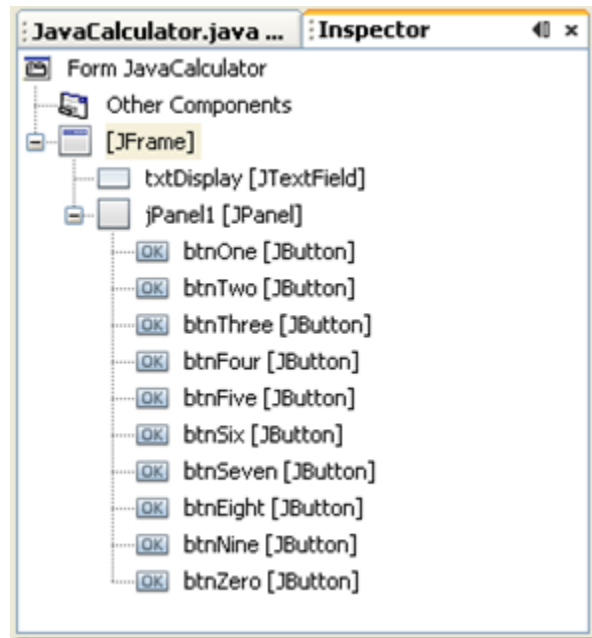 JavaCalculator.java ... Inspector
Form JavaCalculator
Other Components
[JFrame]
txtDisplay [JTextField]
jPanel1 [JPanel]
OK btnOne [JButton]
OK btnTwo [JButton]
OK btnThree [JButton]
OK btnFour [JButton]
OK btnFive [JButton]
OK btnSix [JButton]
OK btnSeven [JButton]
OK btnEight [JButton]
OK btnNine [JButton]
OK btnZero [JButton]